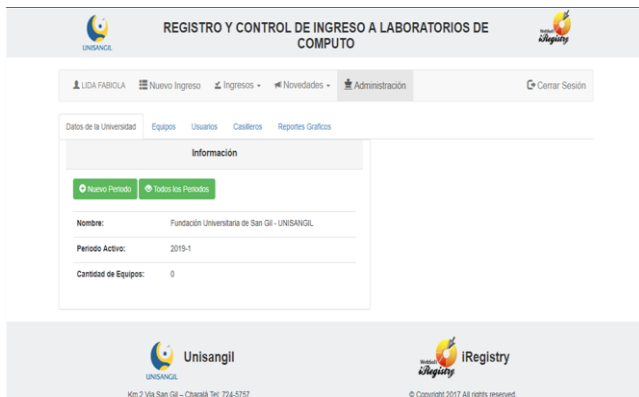 REGISTRO Y CONTROL DE INGRESO A LABORATORIOS DE
COMPUTO
UNISANGIL
iRegistry
LIDA FABIOLA Nuevo Ingreso Ingresos Novedades Administración Cerrar Sesión
Datos de la Universidad Equipos Usuarios Casilleros Reportes Graficos
Información
Nuevo Periodo Todos los Periodos
Nombre: Fundación Universitaria de San Gil - UNISANGIL
Periodo Activo: 2019-1
Cantidad de Equipos: 0
UNISANGIL
Unisangil
iRegistry
iRegistry
Km 2 Vía San Gil – Charalá Tel: 724-5757
© Copyright 2017 All rights reserved